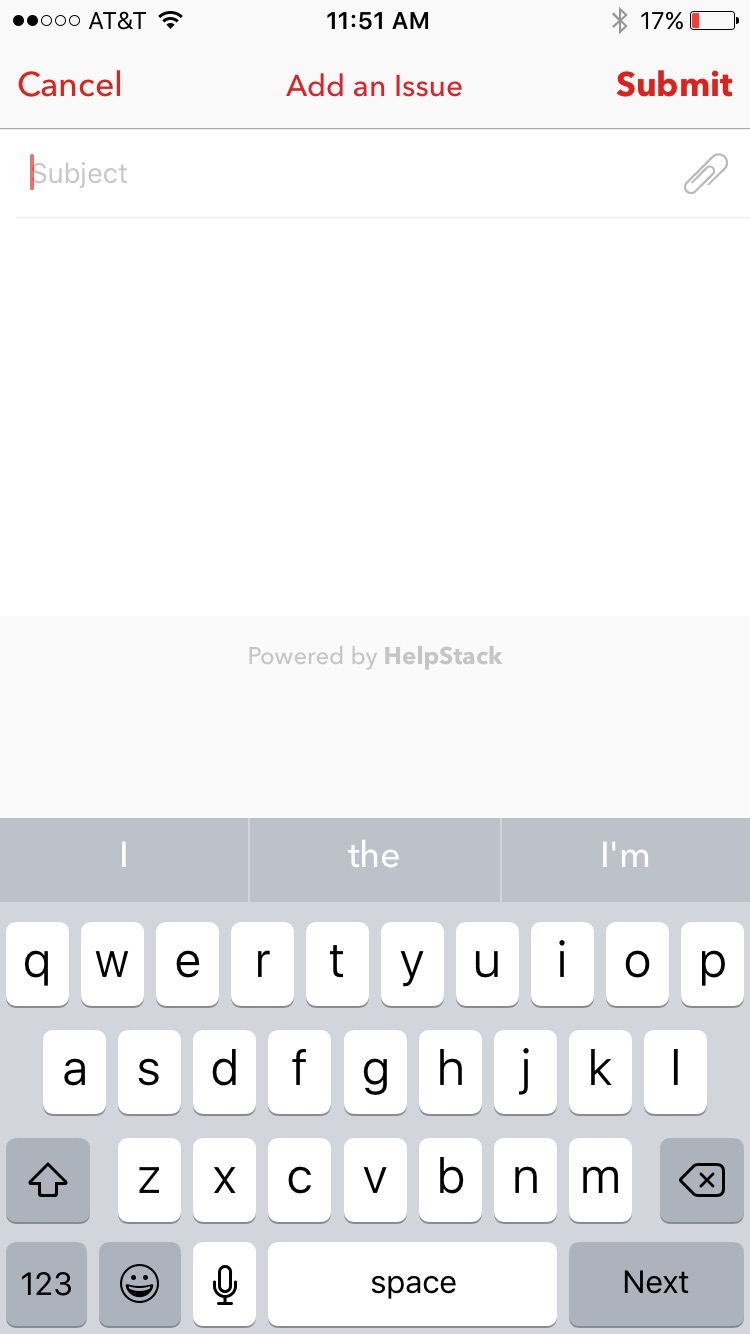 AT&T 11:51 AM 17%
Cancel Add an Issue Submit
Subject
Powered by HelpStack
I the I'm
q w e r t y u i o p
a s d f g h j k l
z x c v b n m
123 space Next